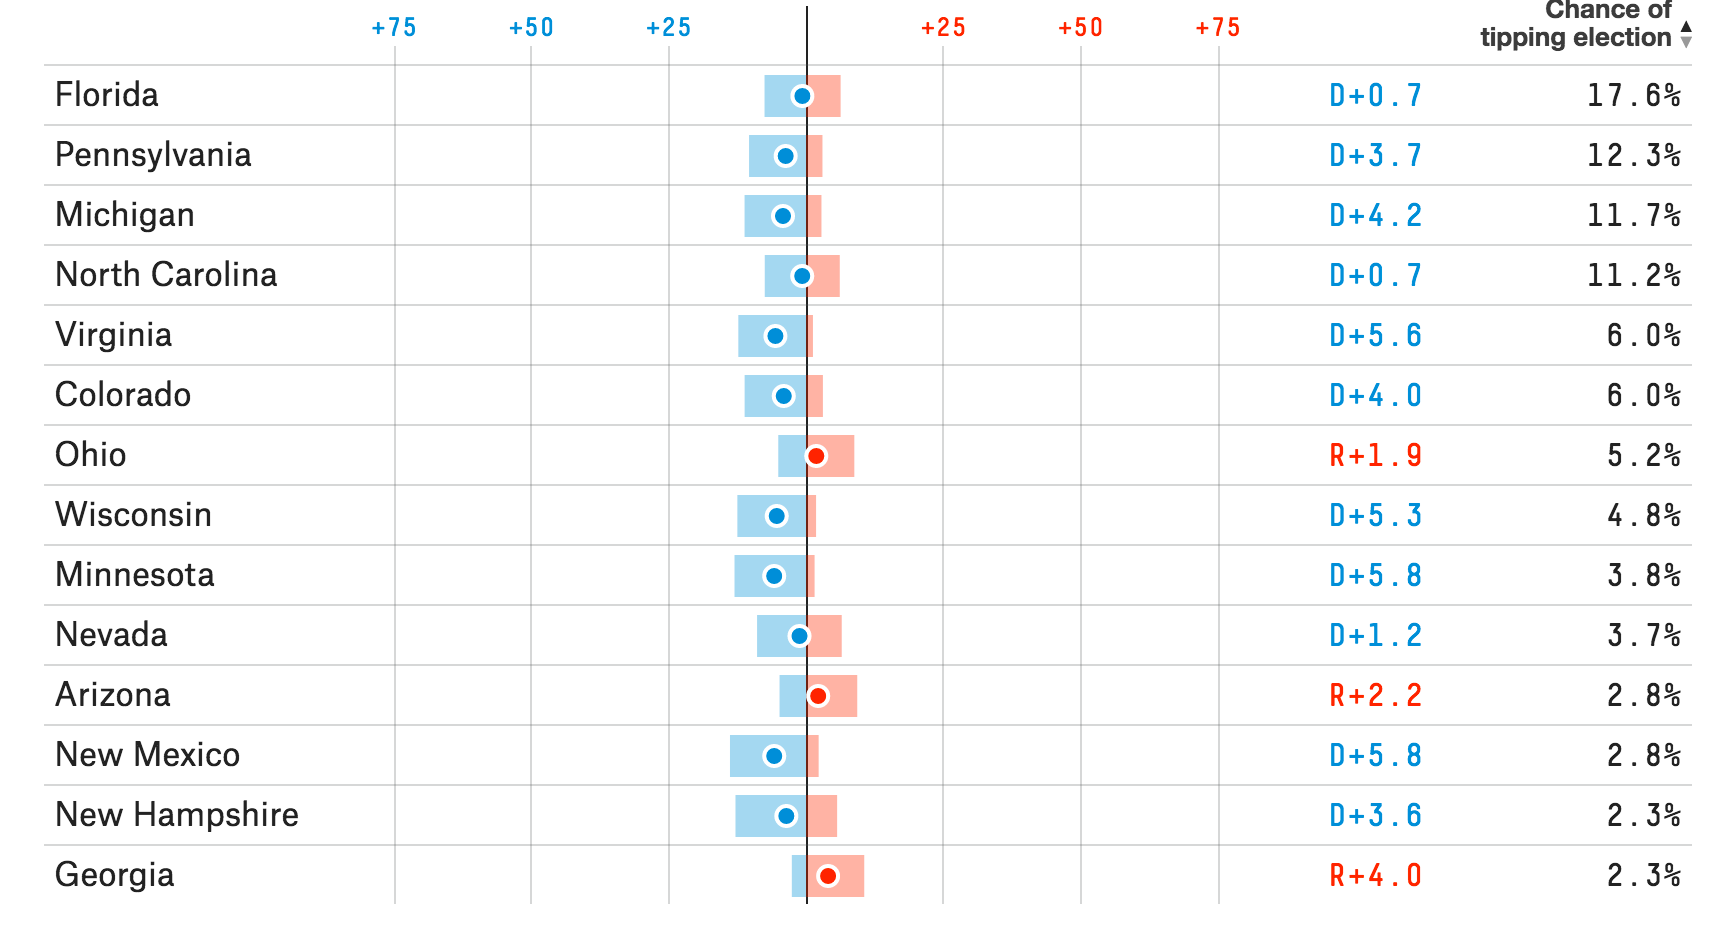 Chance of
tipping election
+75 +50 +25 +25 +50 +75
Florida D+0.7 17.6%
Pennsylvania D+3.7 12.3%
Michigan D+4.2 11.7%
North Carolina D+0.7 11.2%
Virginia D+5.6 6.0%
Colorado D+4.0 6.0%
Ohio R+1.9 5.2%
Wisconsin D+5.3 4.8%
Minnesota D+5.8 3.8%
Nevada D+1.2 3.7%
Arizona R+2.2 2.8%
New Mexico D+5.8 2.8%
New Hampshire D+3.6 2.3%
Georgia R+4.0 2.3%